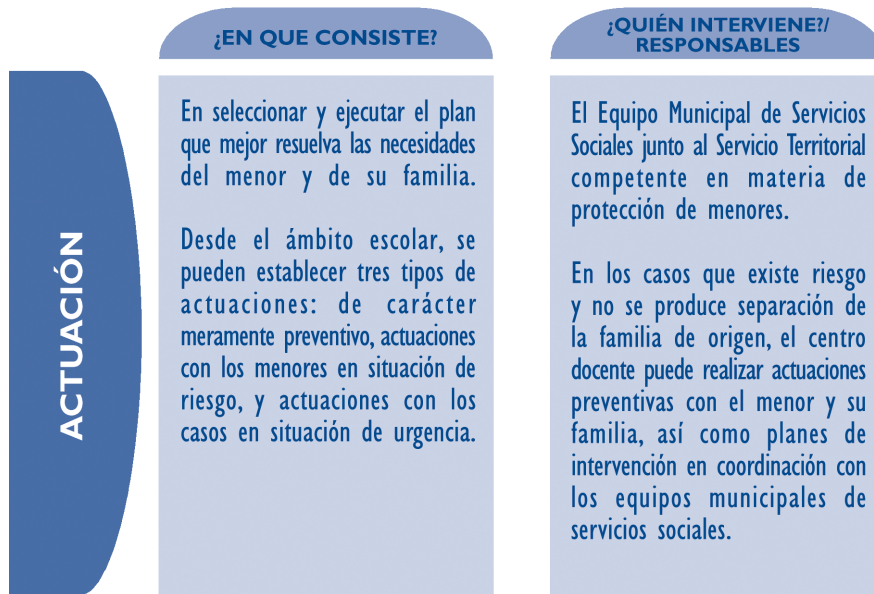 ¿EN QUE CONSISTE?
¿QUIÉN INTERVIENE?/
RESPONSABLES
ACTUACIÓN
En seleccionar y ejecutar el plan
que mejor resuelva las necesidades
del menor y de su familia.
Desde el ámbito escolar, se
pueden establecer tres tipos de
actuaciones: de carácter
meramente preventivo, actuaciones
con los menores en situación de
riesgo, y actuaciones con los
casos en situación de urgencia.
El Equipo Municipal de Servicios
Sociales junto al Servicio Territorial
competente en materia de
protección de menores.
En los casos que existe riesgo
y no se produce separación de
la familia de origen, el centro
docente puede realizar actuaciones
preventivas con el menor y su
familia, así como planes de
intervención en coordinación con
los equipos municipales de
servicios sociales.